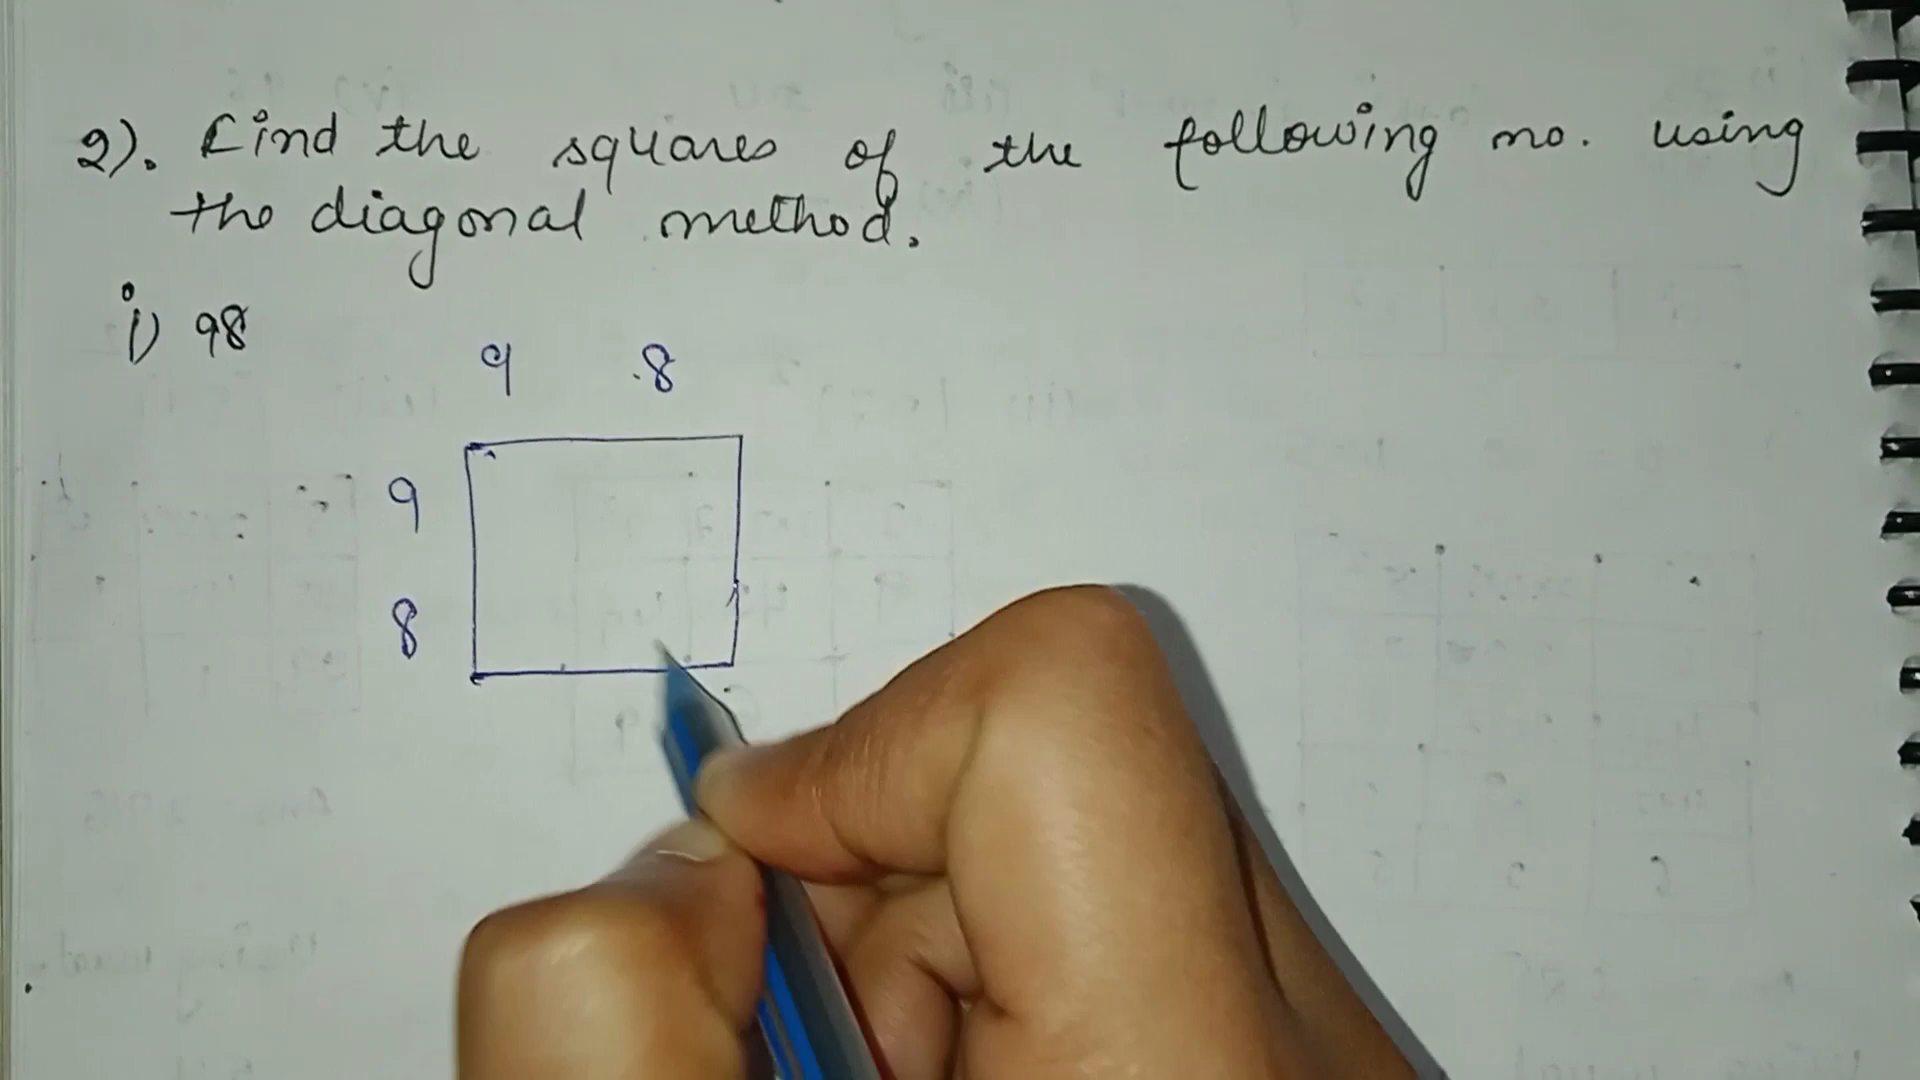 2). Find the squares of the following no. using
the diagonal method.
i) 98
9 8
9
8